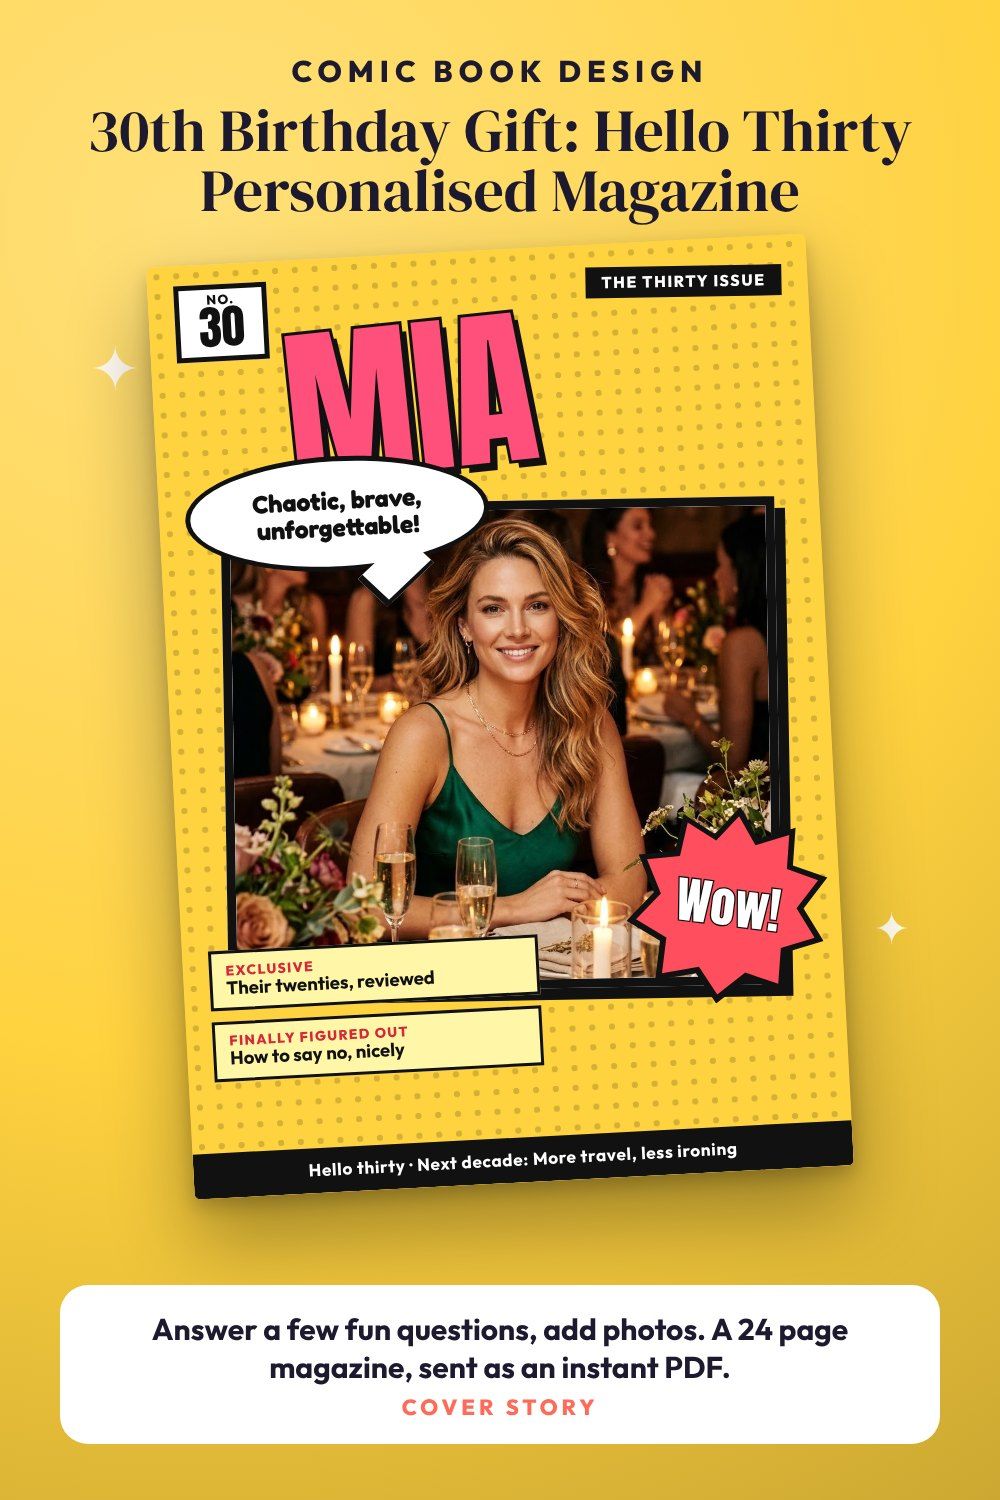 COMIC BOOK DESIGN
30th Birthday Gift: Hello Thirty
Personalised Magazine
NO.
30
THE THIRTY ISSUE
MIA
Chaotic, brave,
unforgettable!
Wow!
EXCLUSIVE
Their twenties, reviewed
FINALLY FIGURED OUT
How to say no, nicely
Hello thirty · Next decade: More travel, less ironing
Answer a few fun questions, add photos. A 24 page
magazine, sent as an instant PDF.
COVER STORY